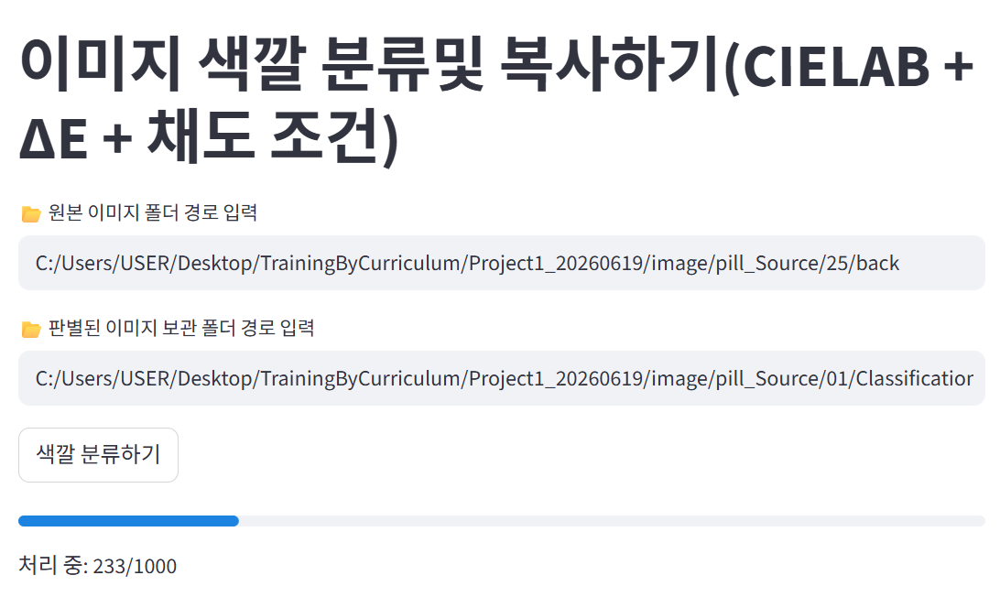 이미지 색깔 분류및 복사하기(CIELAB +
ΔE + 채도 조건)
원본 이미지 폴더 경로 입력
C:/Users/USER/Desktop/TrainingByCurriculum/Project1_20260619/image/pill_Source/25/back
판별된 이미지 보관 폴더 경로 입력
C:/Users/USER/Desktop/TrainingByCurriculum/Project1_20260619/image/pill_Source/01/Classification
색깔 분류하기
처리 중: 233/1000